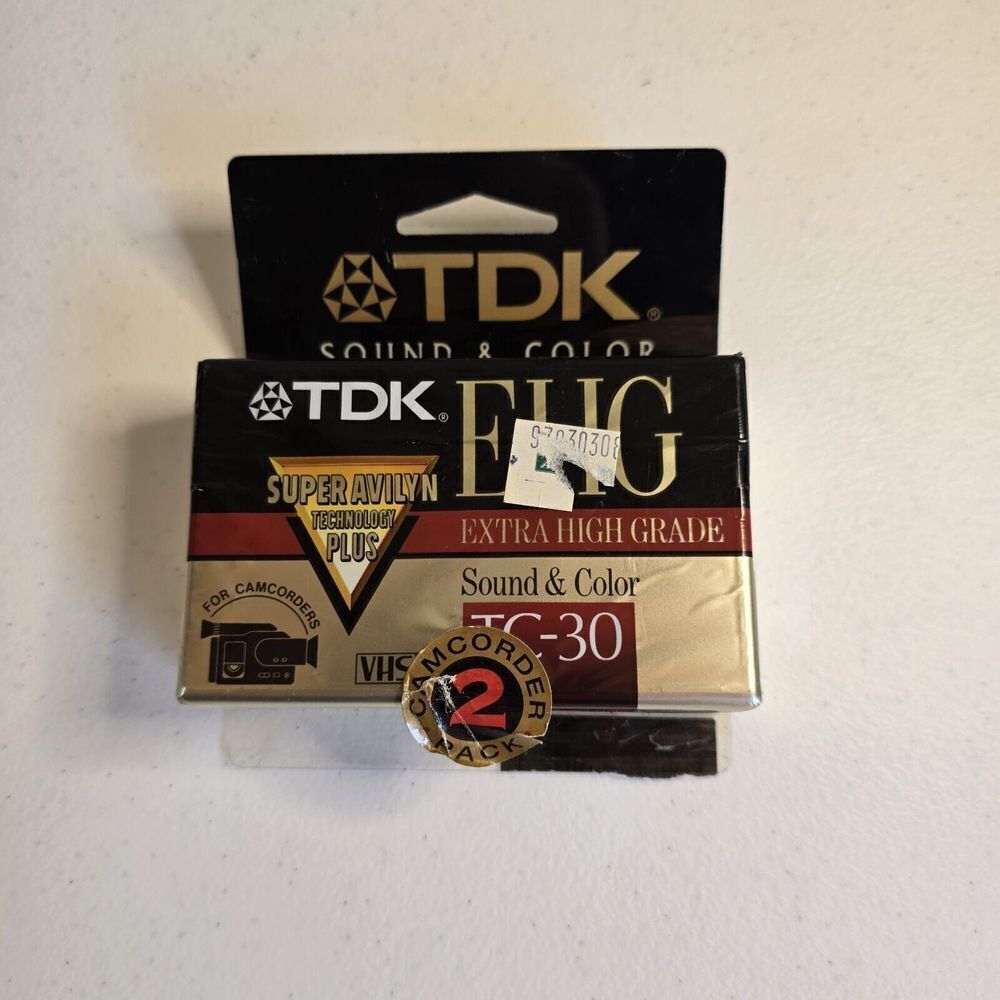 TDK®
SOUND & COLOR
TDK®
EHG
SUPER AVILYN
TECHNOLOGY
PLUS
EXTRA HIGH GRADE
Sound & Color
TC-30
FOR CAMCORDERS
VHS
CAMCORDER
2
PACK